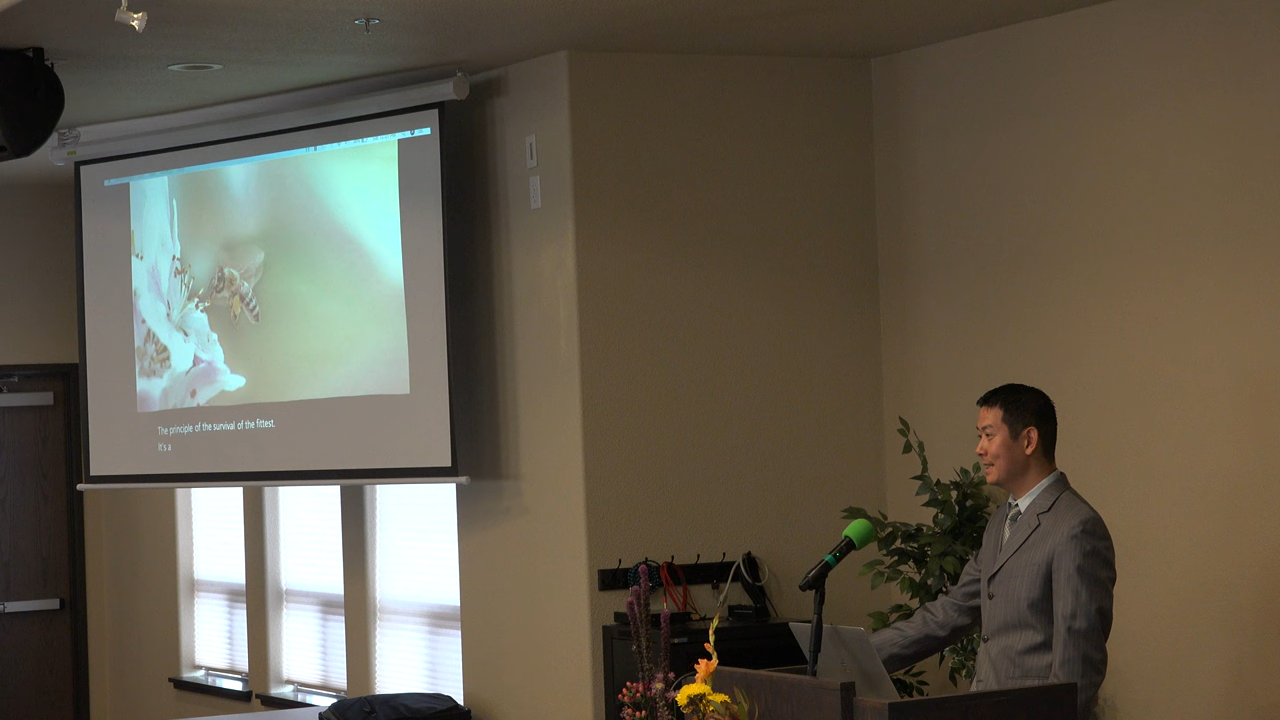 The principle of the survival of the fittest.
It's a